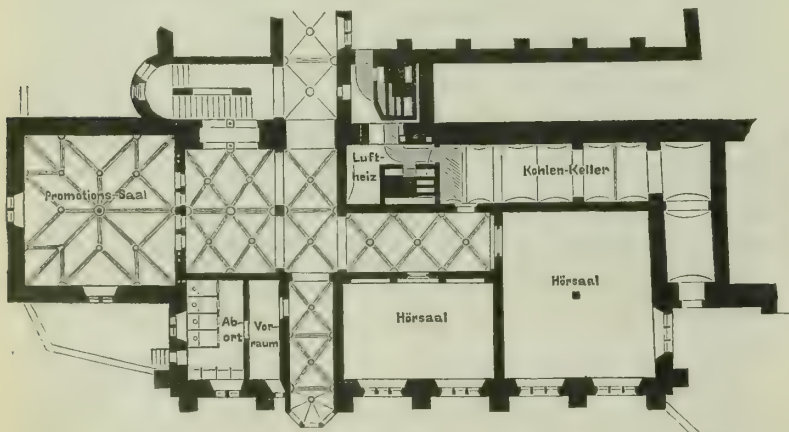 Promotions-Saal
Luft-
heiz
Kohlen-Keller
Ab-
ort
Vor-
raum
Hörsaal
Hörsaal